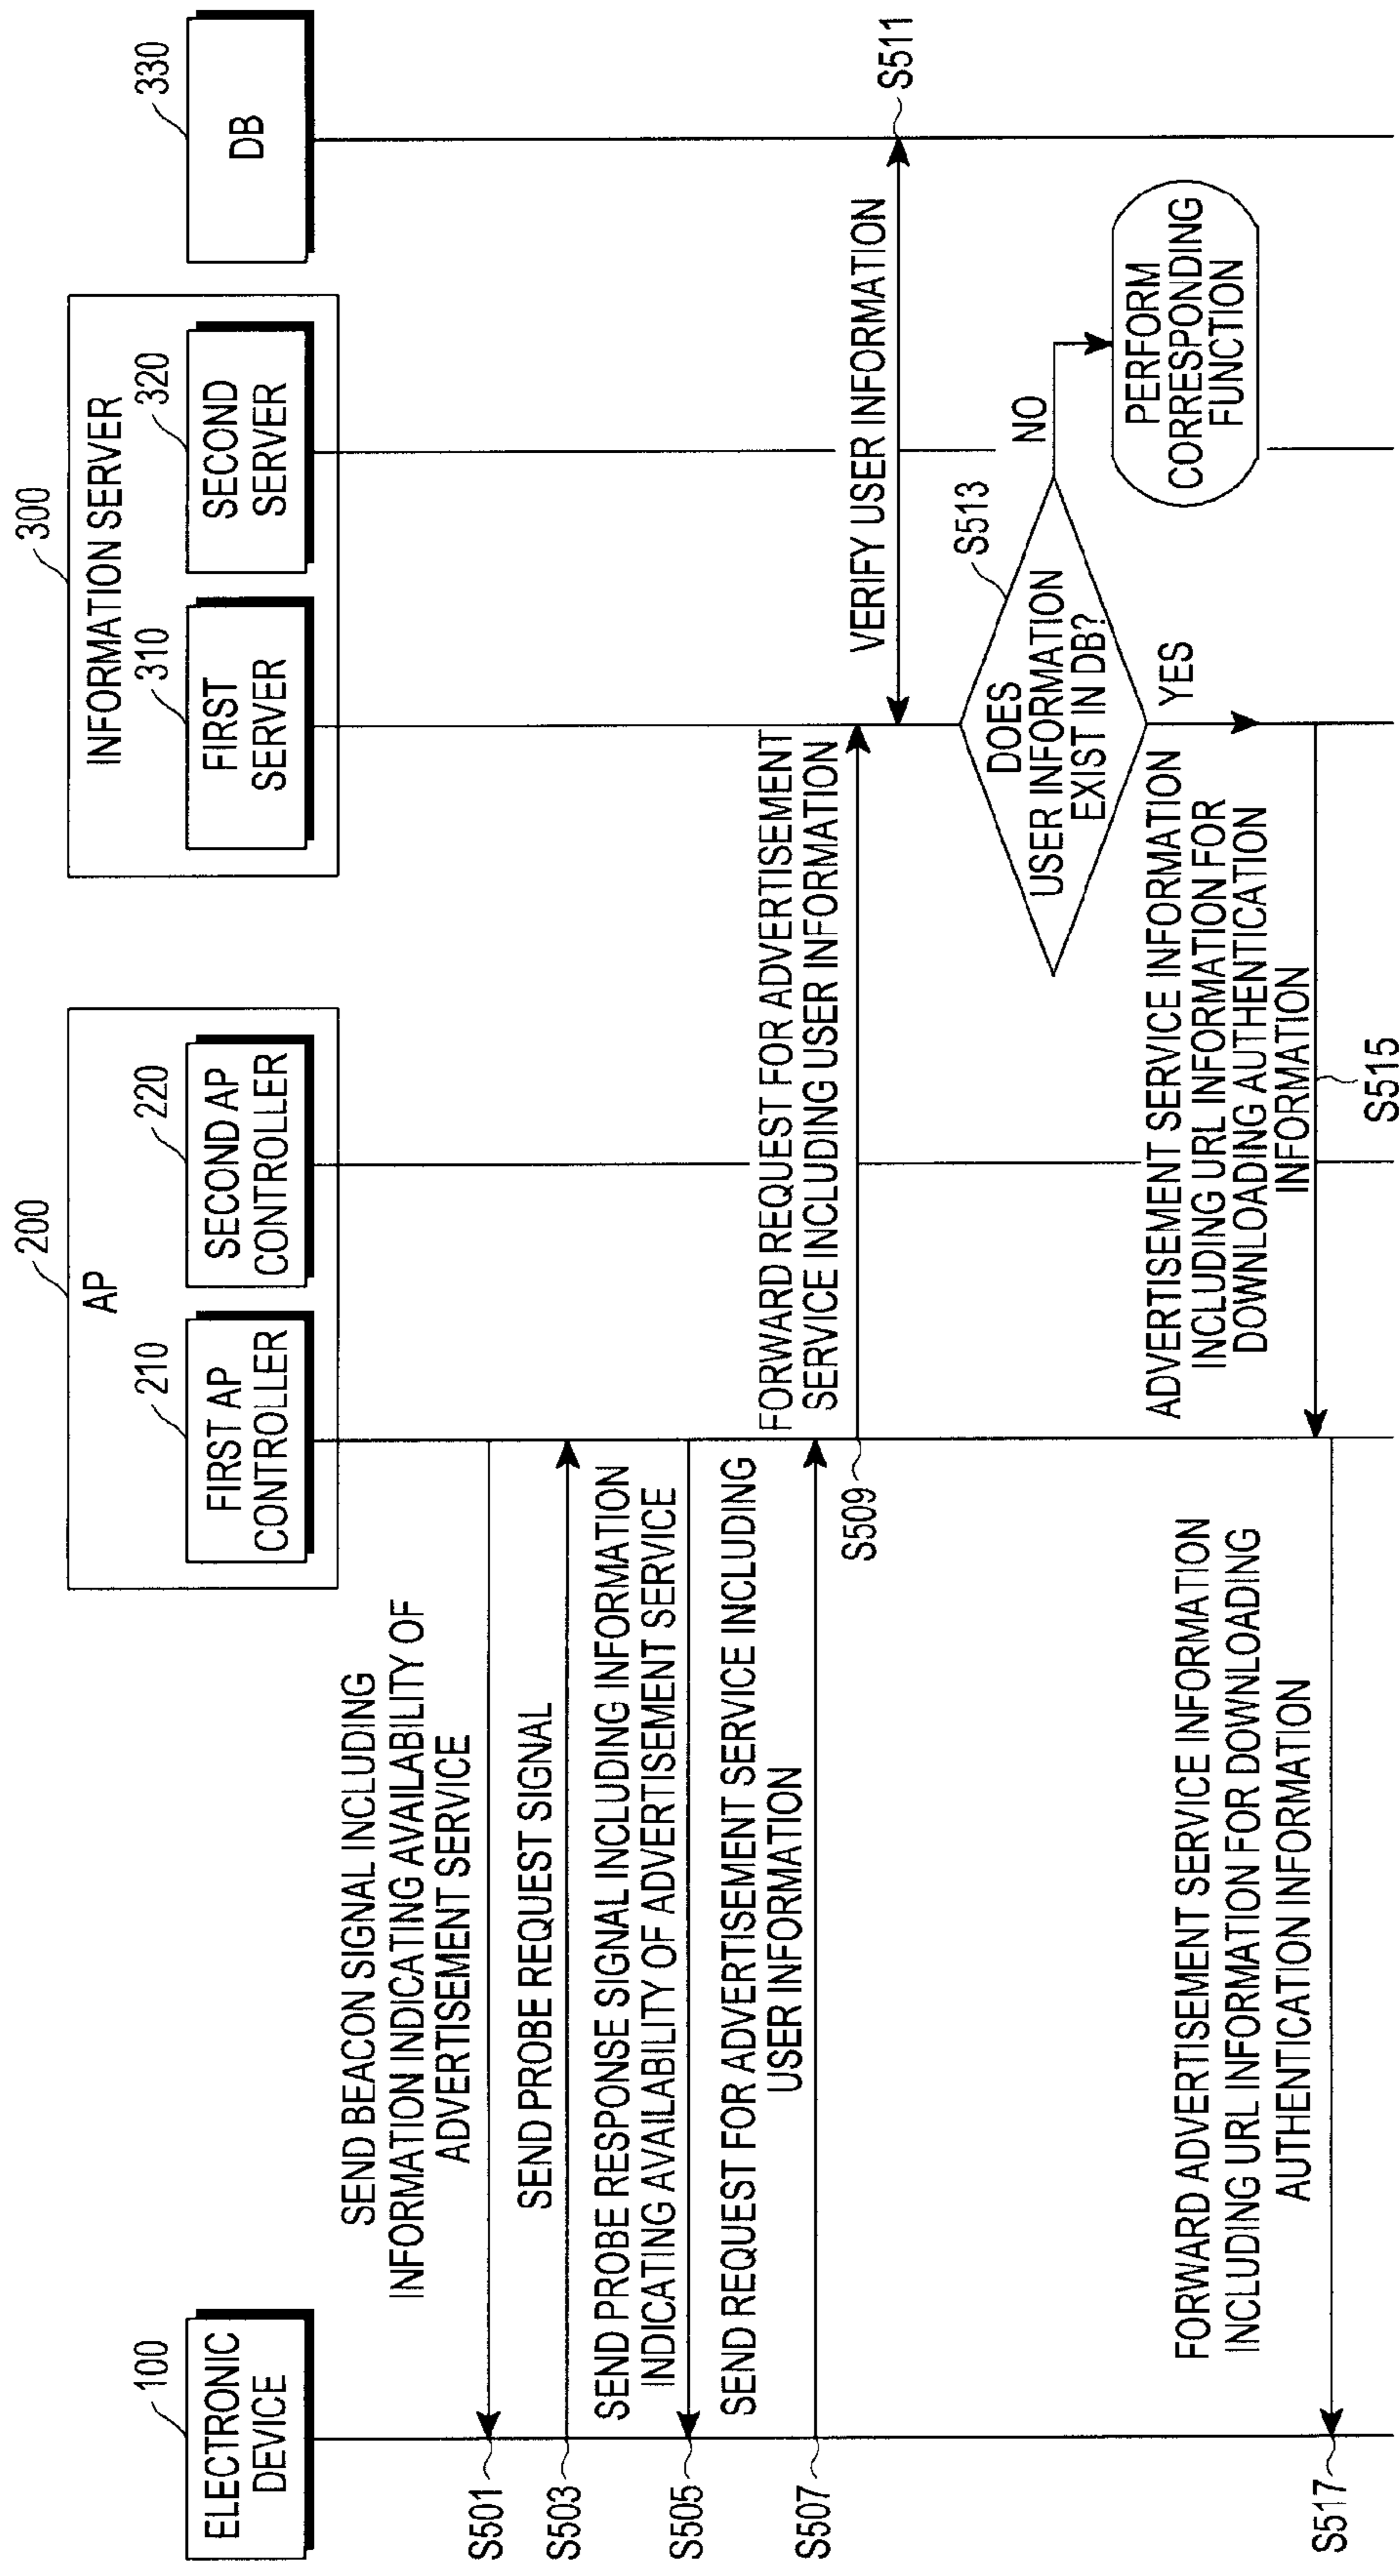 100
ELECTRONIC
DEVICE
200
AP
210
FIRST AP
CONTROLLER
220
SECOND AP
CONTROLLER
300
INFORMATION SERVER
310
FIRST
SERVER
320
SECOND
SERVER
330
DB
SEND BEACON SIGNAL INCLUDING
INFORMATION INDICATING AVAILABILITY OF
ADVERTISEMENT SERVICE
S501
SEND PROBE REQUEST SIGNAL
S503
SEND PROBE RESPONSE SIGNAL INCLUDING INFORMATION
INDICATING AVAILABILITY OF ADVERTISEMENT SERVICE
S505
SEND REQUEST FOR ADVERTISEMENT SERVICE INCLUDING
USER INFORMATION
S507
FORWARD REQUEST FOR ADVERTISEMENT
SERVICE INCLUDING USER INFORMATION
S509
VERIFY USER INFORMATION
S511
S513
DOES
USER INFORMATION
EXIST IN DB?
NO
PERFORM
CORRESPONDING
FUNCTION
YES
ADVERTISEMENT SERVICE INFORMATION
INCLUDING URL INFORMATION FOR
DOWNLOADING AUTHENTICATION
INFORMATION
S515
FORWARD ADVERTISEMENT SERVICE INFORMATION
INCLUDING URL INFORMATION FOR DOWNLOADING
AUTHENTICATION INFORMATION
S517